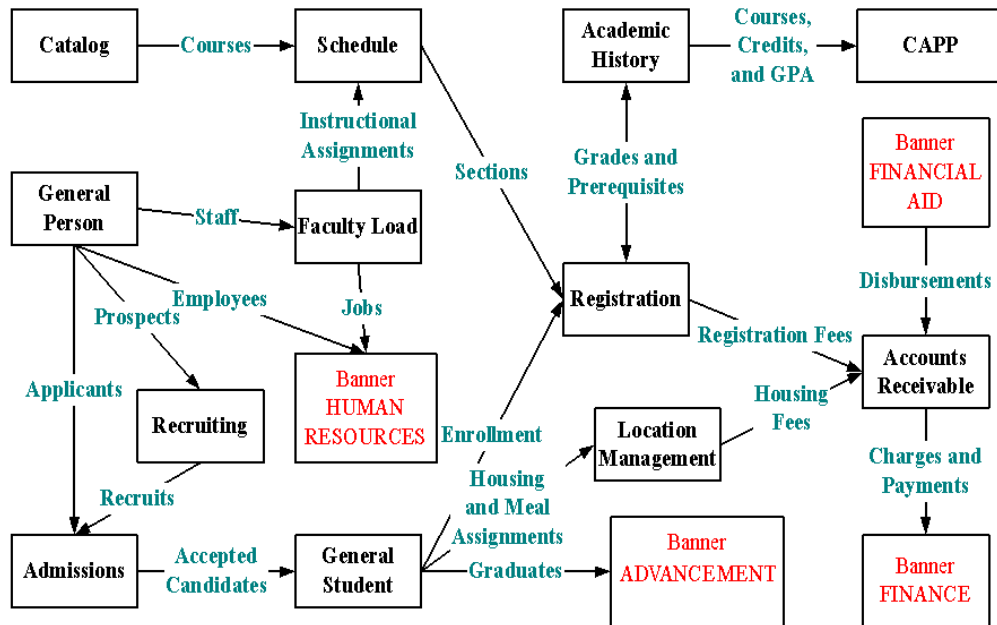 Catalog
Courses
Schedule
Academic
History
Courses,
Credits,
and GPA
CAPP
Instructional
Assignments
Sections
Grades and
Prerequisites
Banner
FINANCIAL
AID
General
Person
Staff
Faculty Load
Disbursements
Employees
Prospects
Jobs
Registration
Registration Fees
Applicants
Recruiting
Banner
HUMAN
RESOURCES
Enrollment
Location
Management
Housing
Fees
Accounts
Receivable
Recruits
Housing
and Meal
Assignments
Charges and
Payments
Admissions
Accepted
Candidates
General
Student
Graduates
Banner
ADVANCEMENT
Banner
FINANCE